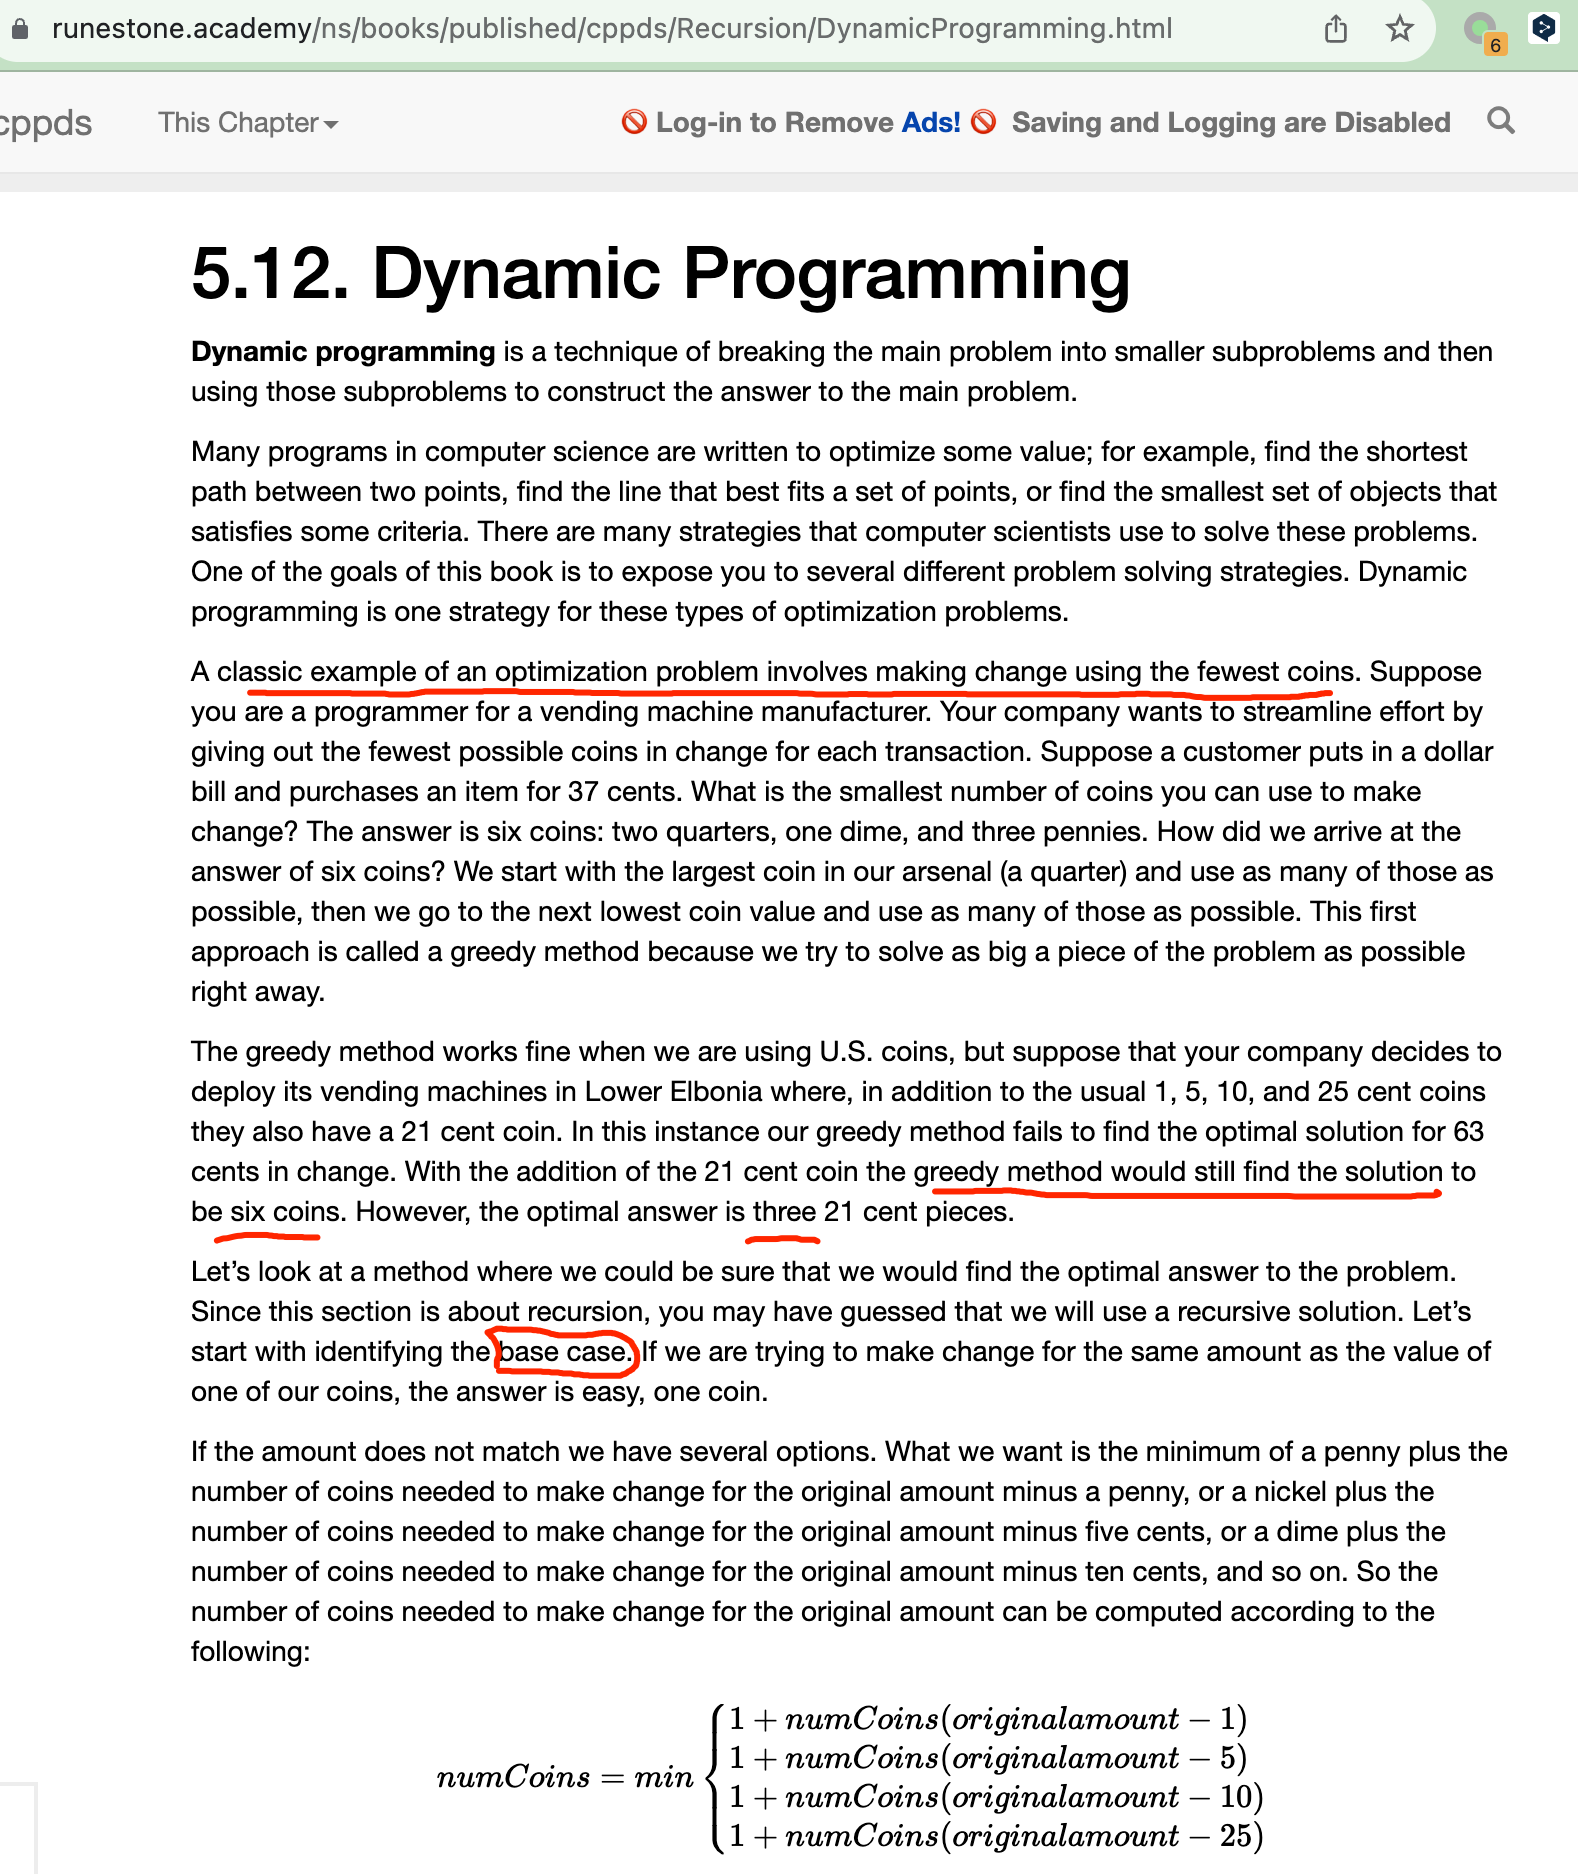 runestone.academy/ns/books/published/cppds/Recursion/DynamicProgramming.html
6
cppds
This Chapter
Log-in to Remove Ads! Saving and Logging are Disabled
5.12. Dynamic Programming
Dynamic programming is a technique of breaking the main problem into smaller subproblems and then
using those subproblems to construct the answer to the main problem.
Many programs in computer science are written to optimize some value; for example, find the shortest
path between two points, find the line that best fits a set of points, or find the smallest set of objects that
satisfies some criteria. There are many strategies that computer scientists use to solve these problems.
One of the goals of this book is to expose you to several different problem solving strategies. Dynamic
programming is one strategy for these types of optimization problems.
A classic example of an optimization problem involves making change using the fewest coins. Suppose
you are a programmer for a vending machine manufacturer. Your company wants to streamline effort by
giving out the fewest possible coins in change for each transaction. Suppose a customer puts in a dollar
bill and purchases an item for 37 cents. What is the smallest number of coins you can use to make
change? The answer is six coins: two quarters, one dime, and three pennies. How did we arrive at the
answer of six coins? We start with the largest coin in our arsenal (a quarter) and use as many of those as
possible, then we go to the next lowest coin value and use as many of those as possible. This first
approach is called a greedy method because we try to solve as big a piece of the problem as possible
right away.
The greedy method works fine when we are using U.S. coins, but suppose that your company decides to
deploy its vending machines in Lower Elbonia where, in addition to the usual 1, 5, 10, and 25 cent coins
they also have a 21 cent coin. In this instance our greedy method fails to find the optimal solution for 63
cents in change. With the addition of the 21 cent coin the greedy method would still find the solution to
be six coins. However, the optimal answer is three 21 cent pieces.
Let’s look at a method where we could be sure that we would find the optimal answer to the problem.
Since this section is about recursion, you may have guessed that we will use a recursive solution. Let’s
start with identifying the base case. If we are trying to make change for the same amount as the value of
one of our coins, the answer is easy, one coin.
If the amount does not match we have several options. What we want is the minimum of a penny plus the
number of coins needed to make change for the original amount minus a penny, or a nickel plus the
number of coins needed to make change for the original amount minus five cents, or a dime plus the
number of coins needed to make change for the original amount minus ten cents, and so on. So the
number of coins needed to make change for the original amount can be computed according to the
following:
numCoins = min
1 + numCoins(originalamount − 1)
1 + numCoins(originalamount − 5)
1 + numCoins(originalamount − 10)
1 + numCoins(originalamount − 25)